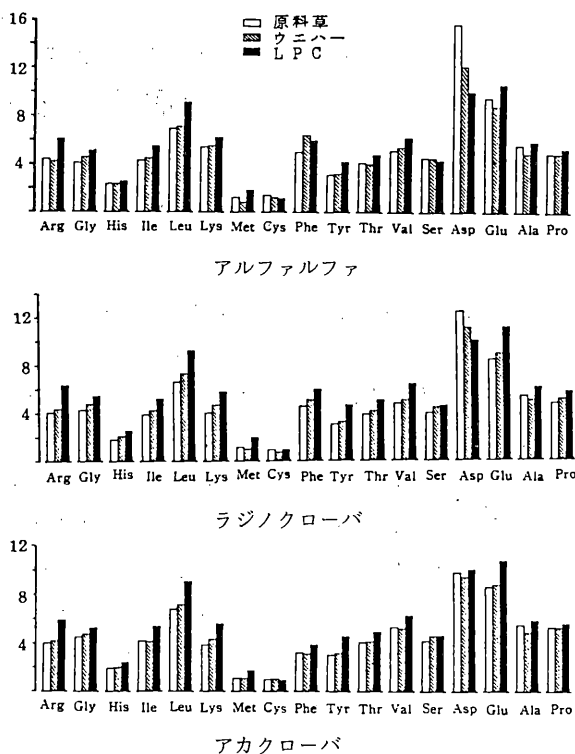 原料草
ウエハー
LPC
16
12
8
4
Arg Gly His Ile Leu Lys Met Cys Phe Tyr Thr Val Ser Asp Glu Ala Pro
アルファルファ
12
8
4
Arg Gly His Ile Leu Lys Met Cys Phe Tyr Thr Val Ser Asp Glu Ala Pro
ラジノクローバ
12
8
4
Arg Gly His Ile Leu Lys Met Cys Phe Tyr Thr Val Ser Asp Glu Ala Pro
アカクローバ